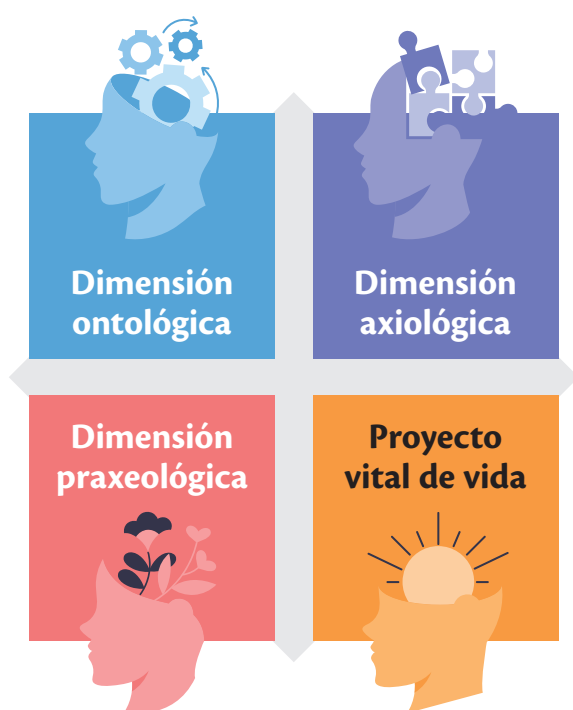 Dimensión
ontológica
Dimensión
axiológica
Dimensión
praxeológica
Proyecto
vital de vida